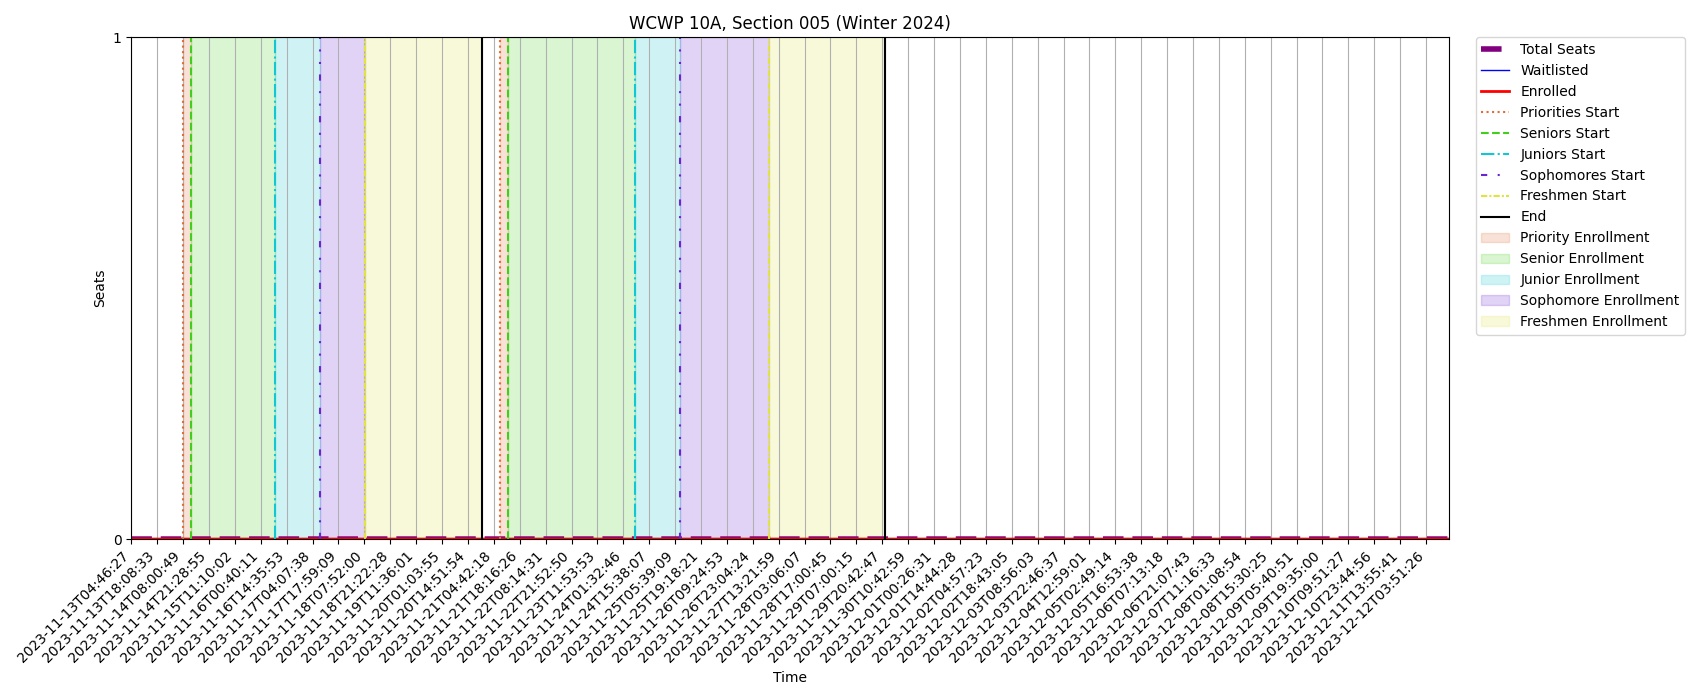 WCWP 10A, Section 005 (Winter 2024)
1
0
Seats
2023-11-13T04:46:27
2023-11-13T18:08:33
2023-11-14T08:00:49
2023-11-14T21:28:55
2023-11-15T11:10:02
2023-11-16T00:40:11
2023-11-16T14:35:53
2023-11-17T04:07:38
2023-11-17T17:59:09
2023-11-18T07:52:00
2023-11-18T21:22:28
2023-11-19T11:36:01
2023-11-20T01:03:55
2023-11-20T14:51:54
2023-11-21T04:42:18
2023-11-21T18:16:26
2023-11-22T08:14:31
2023-11-22T21:52:50
2023-11-23T11:53:53
2023-11-24T01:32:46
2023-11-24T15:38:07
2023-11-25T05:39:09
2023-11-25T19:18:21
2023-11-26T09:24:53
2023-11-26T23:04:24
2023-11-27T13:21:59
2023-11-28T03:06:07
2023-11-28T17:00:45
2023-11-29T07:00:15
2023-11-29T20:42:47
2023-11-30T10:42:59
2023-12-01T00:26:31
2023-12-01T14:44:28
2023-12-02T04:57:23
2023-12-02T18:43:05
2023-12-03T08:56:03
2023-12-03T22:46:37
2023-12-04T12:59:01
2023-12-05T02:49:14
2023-12-05T16:53:38
2023-12-06T07:13:18
2023-12-06T21:07:43
2023-12-07T11:16:33
2023-12-08T01:08:54
2023-12-08T15:30:25
2023-12-09T05:40:51
2023-12-09T19:35:00
2023-12-10T09:51:27
2023-12-10T23:44:56
2023-12-11T13:55:41
2023-12-12T03:51:26
Time
Total Seats
Waitlisted
Enrolled
Priorities Start
Seniors Start
Juniors Start
Sophomores Start
Freshmen Start
End
Priority Enrollment
Senior Enrollment
Junior Enrollment
Sophomore Enrollment
Freshmen Enrollment